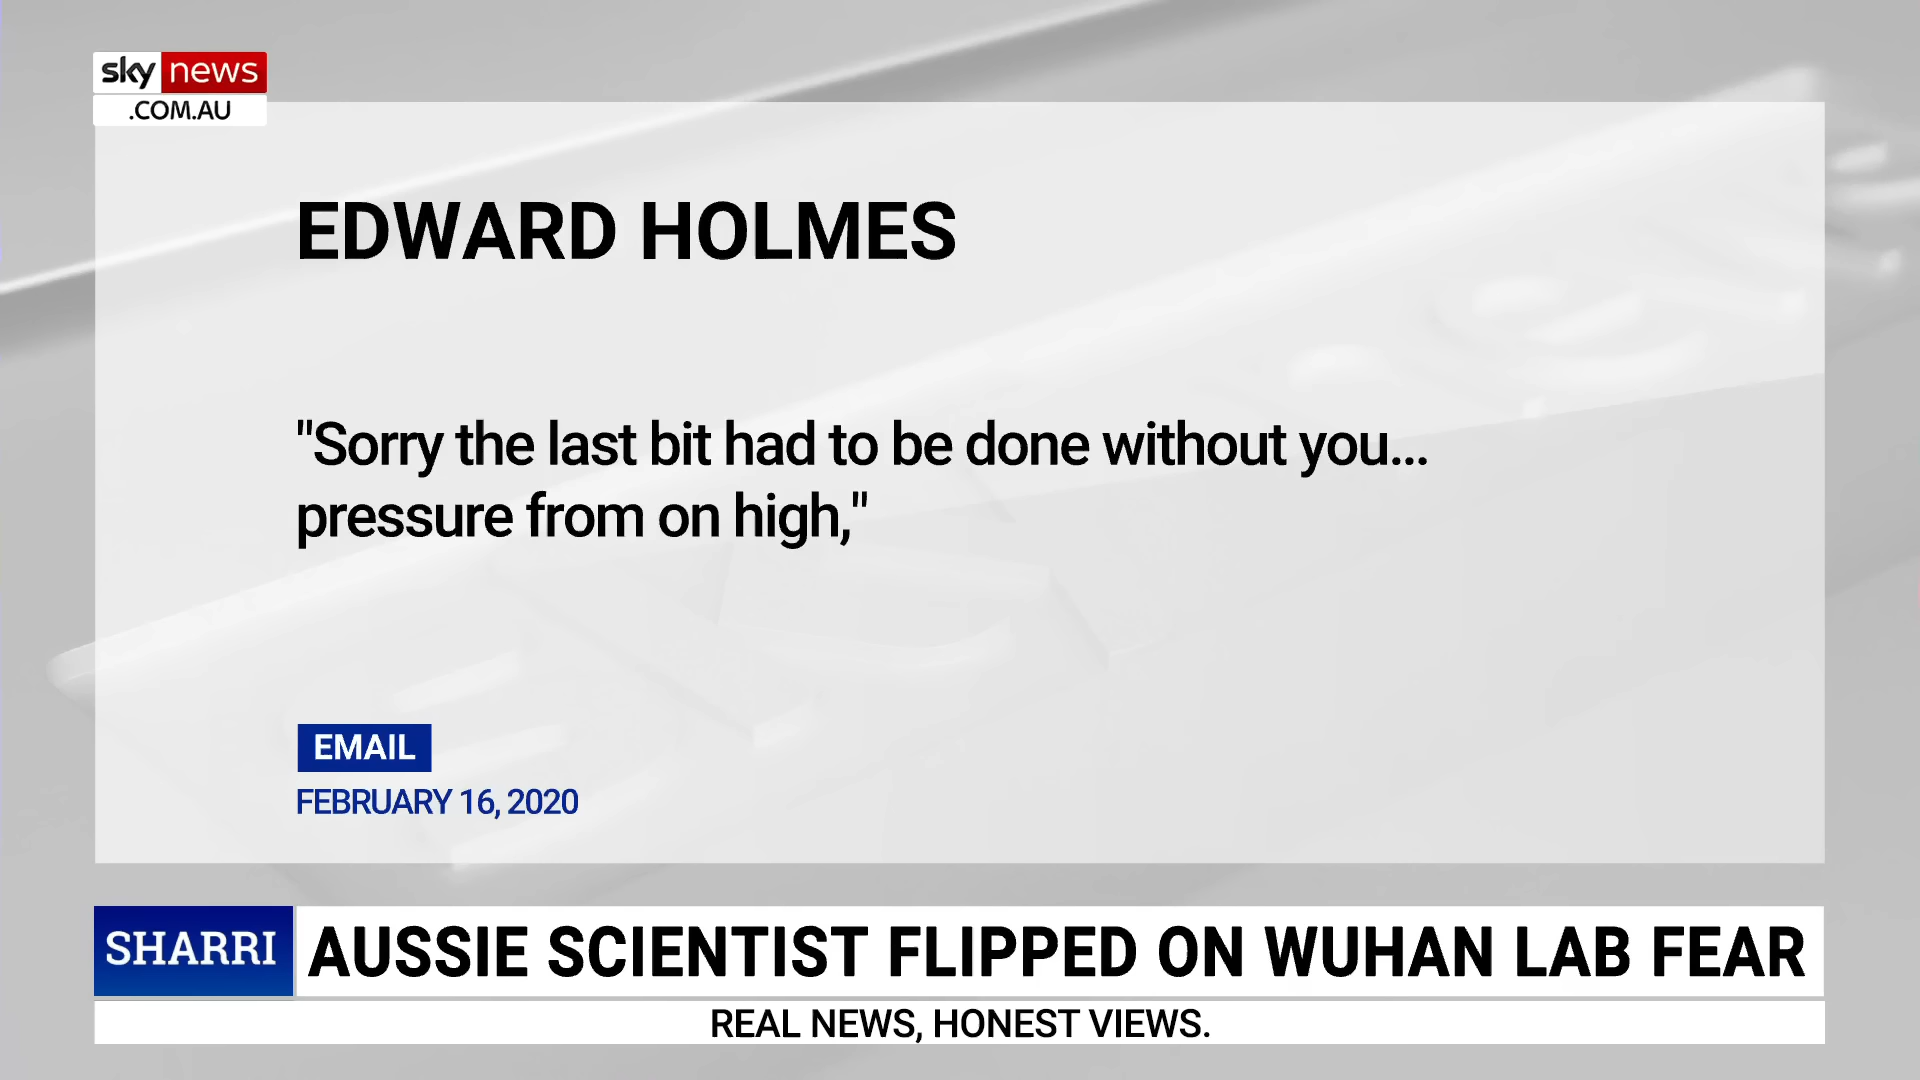 sky news
.COM.AU
EDWARD HOLMES
"Sorry the last bit had to be done without you...
pressure from on high,"
EMAIL
FEBRUARY 16, 2020
SHARRI
AUSSIE SCIENTIST FLIPPED ON WUHAN LAB FEAR
REAL NEWS, HONEST VIEWS.